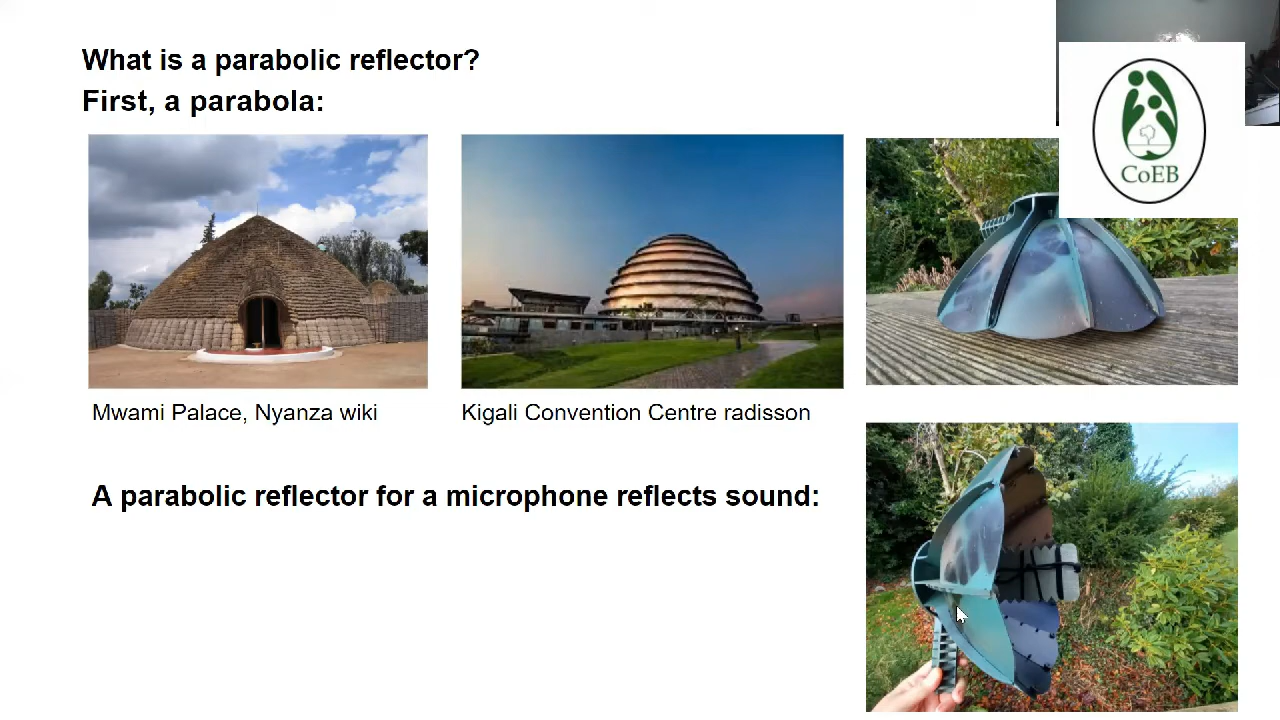 What is a parabolic reflector?
First, a parabola:
CoEB
Mwami Palace, Nyanza wiki
Kigali Convention Centre radisson
A parabolic reflector for a microphone reflects sound: